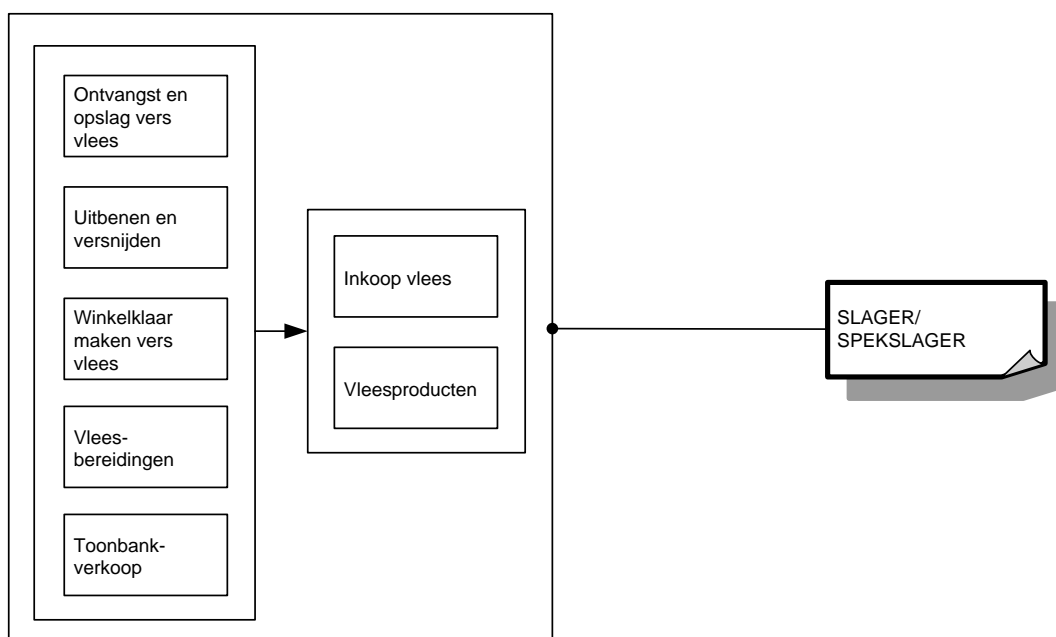 Ontvangst en
opslag vers
vlees
Uitbenen en
versnijden
Winkelklaar
maken vers
vlees
Vlees-
bereidingen
Toonbank-
verkoop
Inkoop vlees
Vleesproducten
SLAGER/
SPEKSLAGER